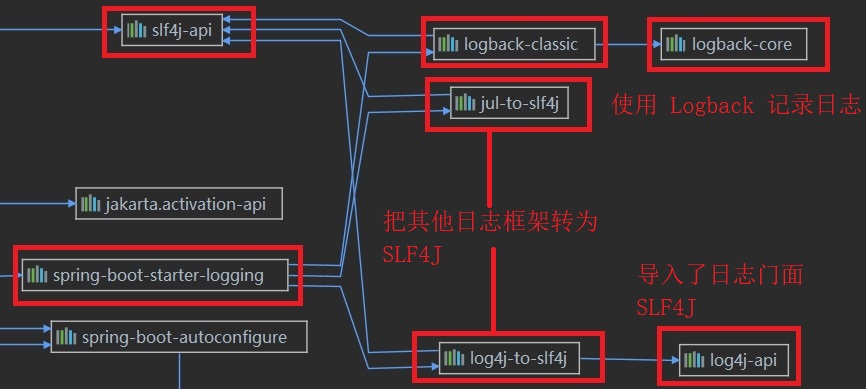 slf4j-api
logback-classic
logback-core
jul-to-slf4j
使用 Logback 记录日志
jakarta.activation-api
把其他日志框架转为
SLF4J
spring-boot-starter-logging
导入了日志门面
SLF4J
spring-boot-autoconfigure
log4j-to-slf4j
log4j-api